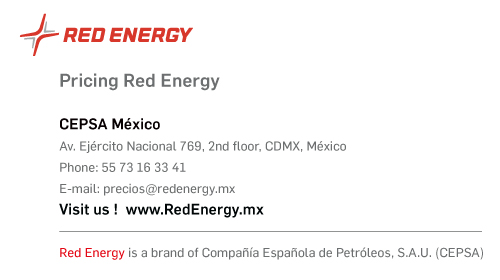 RED ENERGY
Pricing Red Energy
CEPSA México
Av. Ejército Nacional 769, 2nd floor, CDMX, México
Phone: 55 73 16 33 41
E-mail: precios@redenergy.mx
Visit us ! www.RedEnergy.mx
Red Energy is a brand of Compañía Española de Petróleos, S.A.U. (CEPSA)